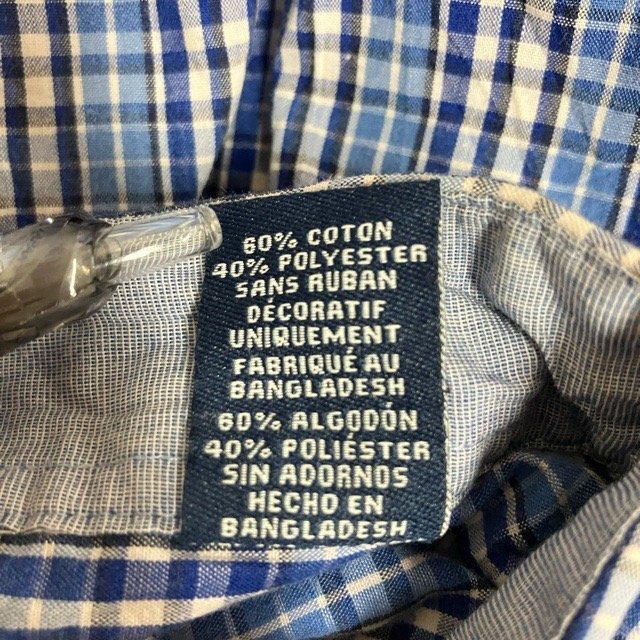 60% COTON
40% POLYESTER
SANS RUBAN
DÉCORATIF
UNIQUEMENT
FABRIQUÉ AU
BANGLADESH
60% ALGODÓN
40% POLIÉSTER
SIN ADORNOS
HECHO EN
BANGLADESH